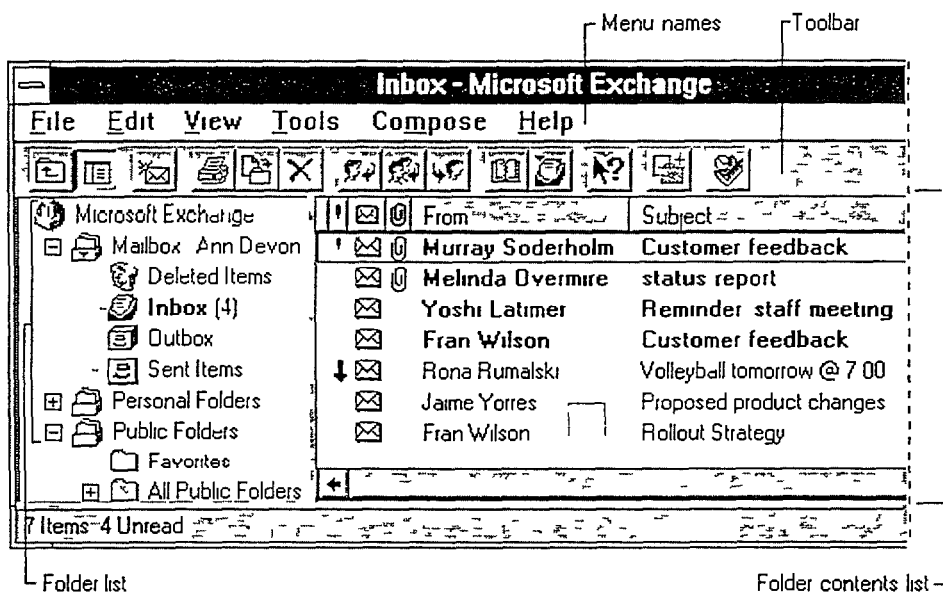 Menu names
Toolbar
Inbox - Microsoft Exchange
File Edit View Tools Compose Help
Microsoft Exchange
Mailbox Ann Devon
Deleted Items
Inbox (4)
Outbox
Sent Items
Personal Folders
Public Folders
Favorites
All Public Folders
From Subject
Murray Soderholm Customer feedback
Melinda Overmire status report
Yoshi Latimer Reminder staff meeting
Fran Wilson Customer feedback
Rona Rumalski Volleyball tomorrow @ 7 00
Jaime Yorres Proposed product changes
Fran Wilson Rollout Strategy
7 Items 4 Unread
Folder list
Folder contents list